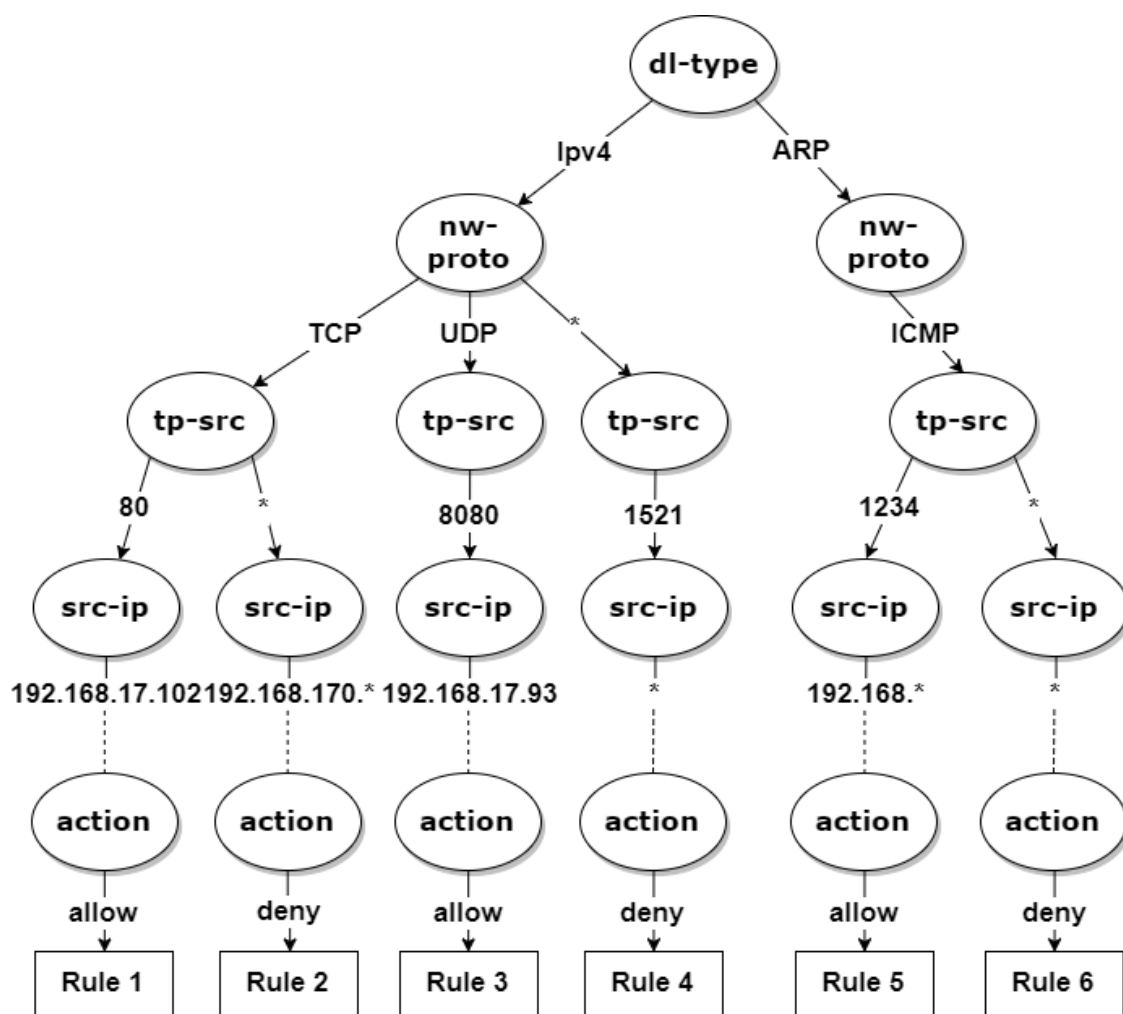 dl-type
Ipv4 ARP
nw-
proto
nw-
proto
TCP UDP * ICMP
tp-src tp-src tp-src tp-src
80 * 8080 1521 1234 *
src-ip src-ip src-ip src-ip src-ip src-ip
192.168.17.102 192.168.170.* 192.168.17.93 * 192.168.* *
action action action action action action
allow deny allow deny allow deny
Rule 1 Rule 2 Rule 3 Rule 4 Rule 5 Rule 6